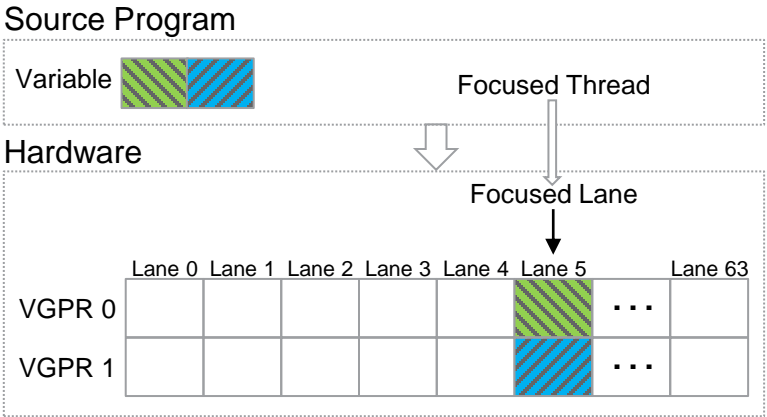 Source Program
Variable
Focused Thread
Hardware
Focused Lane
Lane 0 Lane 1 Lane 2 Lane 3 Lane 4 Lane 5 Lane 63
VGPR 0 ...
VGPR 1 ...